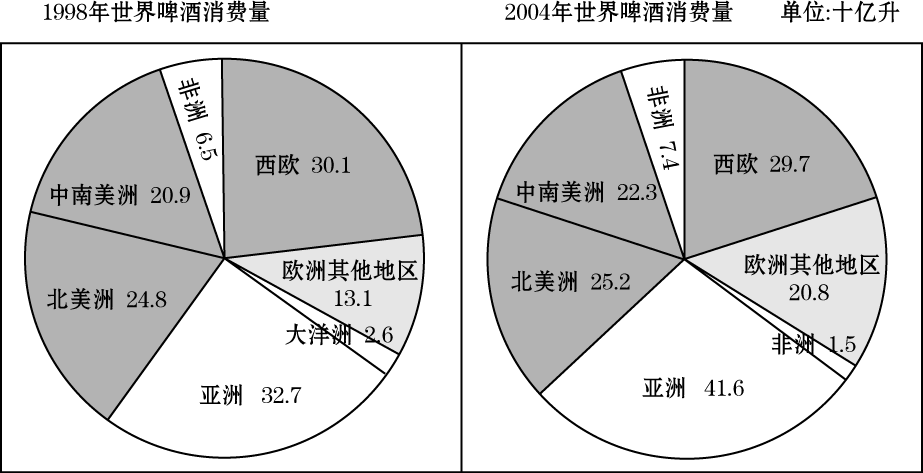 1998年世界啤酒消费量
2004年世界啤酒消费量
单位:十亿升
非洲 6.5
西欧 30.1
中南美洲 20.9
欧洲其他地区
13.1
北美洲 24.8
大洋洲 2.6
亚洲 32.7
非洲 7.4
西欧 29.7
中南美洲 22.3
欧洲其他地区
20.8
北美洲 25.2
非洲 1.5
亚洲 41.6